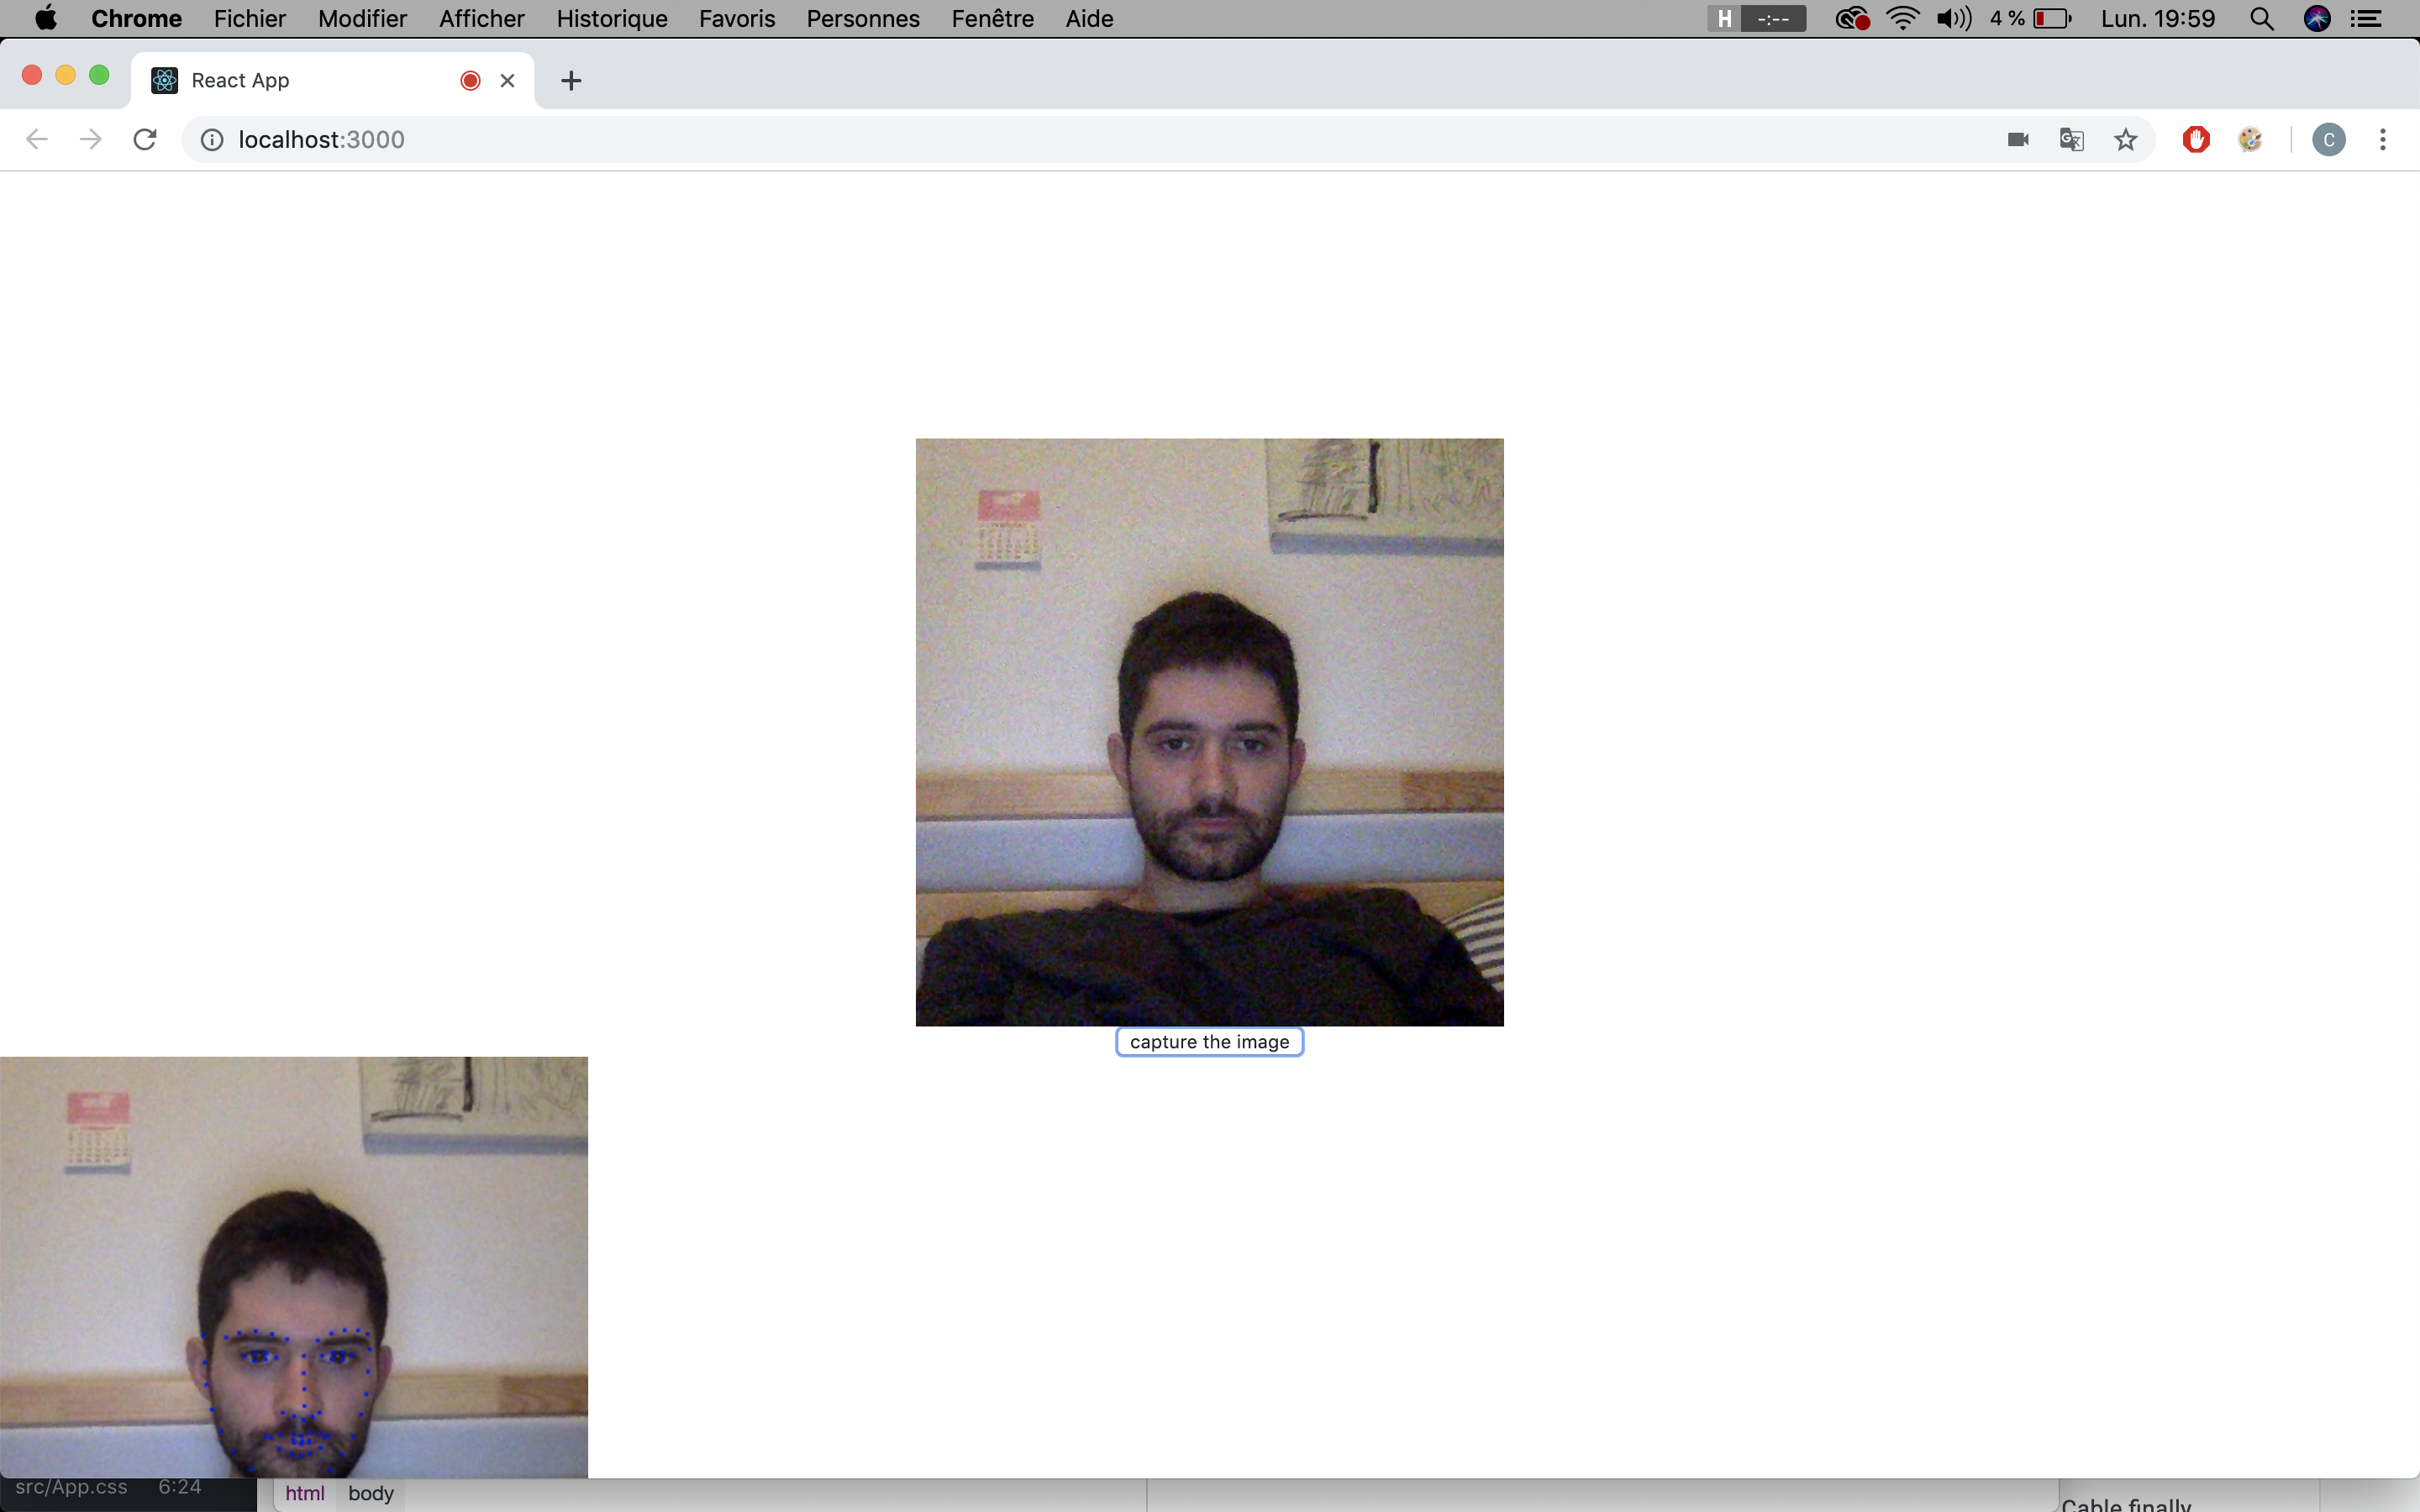 Chrome Fichier Modifier Afficher Historique Favoris Personnes Fenêtre Aide H -:-- 4 % Lun. 19:59
React App
localhost:3000 C
capture the image
src/App.css 6:24 html body Cable finally